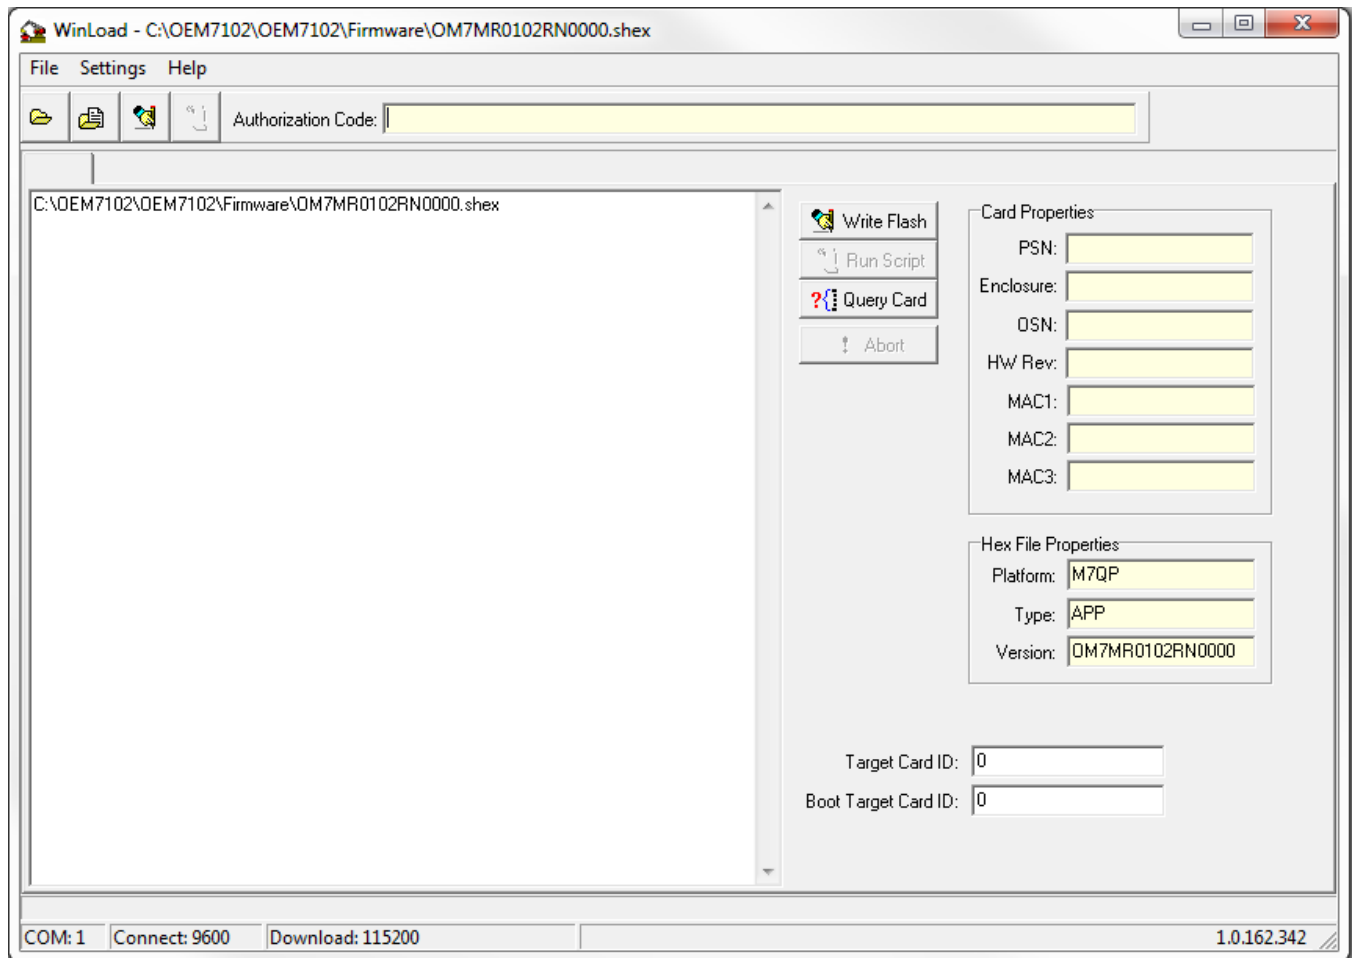 WinLoad - C:\OEM7102\OEM7102\Firmware\OM7MR0102RN0000.shex
File Settings Help
Authorization Code:
C:\OEM7102\OEM7102\Firmware\OM7MR0102RN0000.shex
Write Flash
Run Script
?{ Query Card
! Abort
Card Properties
PSN:
Enclosure:
OSN:
HW Rev:
MAC1:
MAC2:
MAC3:
Hex File Properties
Platform: M7QP
Type: APP
Version: OM7MR0102RN0000
Target Card ID: 0
Boot Target Card ID: 0
COM: 1 Connect: 9600 Download: 115200 1.0.162.342